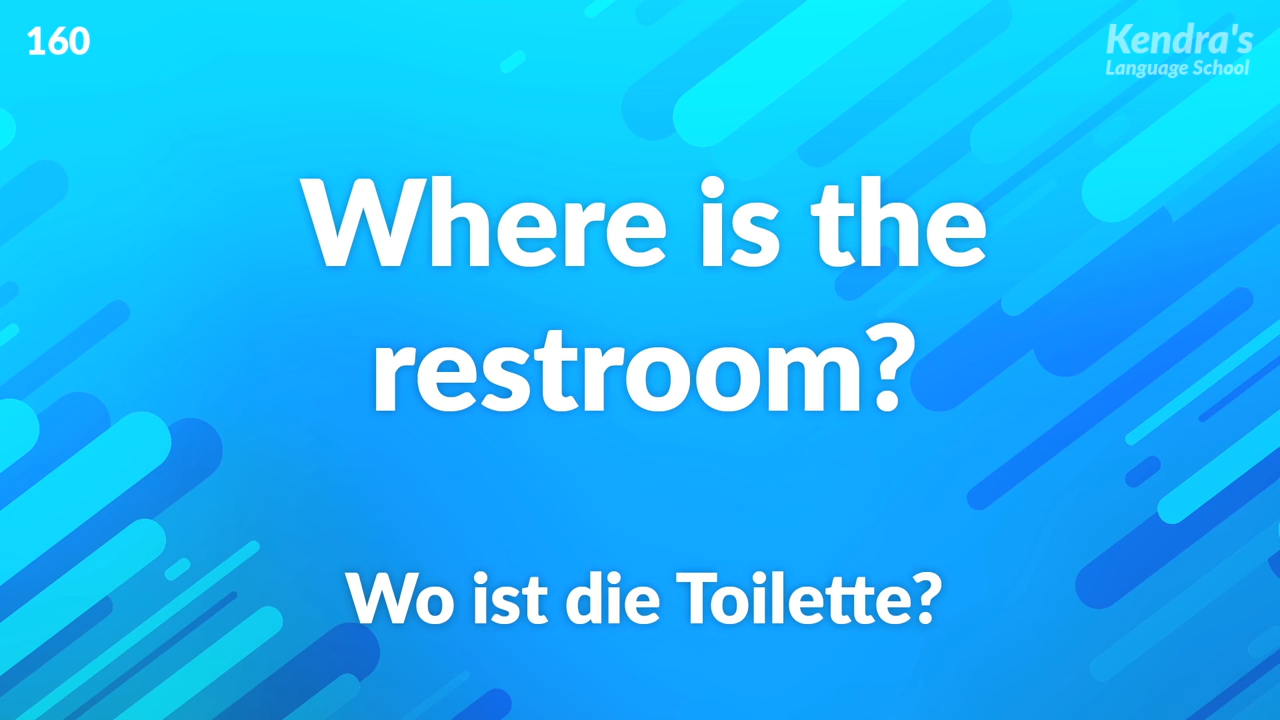 160
Kendra's
Language School
Where is the
restroom?
Wo ist die Toilette?